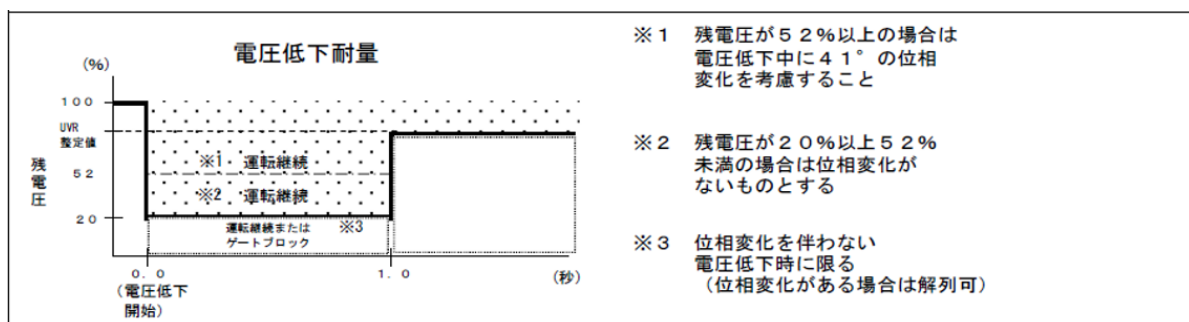 電圧低下耐量
(%)
100
UVR
整定値
52
20
残電圧
※1 運転継続
※2 運転継続
運転継続または ※3
ゲートブロック
0.0
1.0
(秒)
(電圧低下
開始)
※1 残電圧が52%以上の場合は
電圧低下中に41°の位相
変化を考慮すること
※2 残電圧が20%以上52%
未満の場合は位相変化が
ないものとする
※3 位相変化を伴わない
電圧低下時に限る
(位相変化がある場合は解列可)